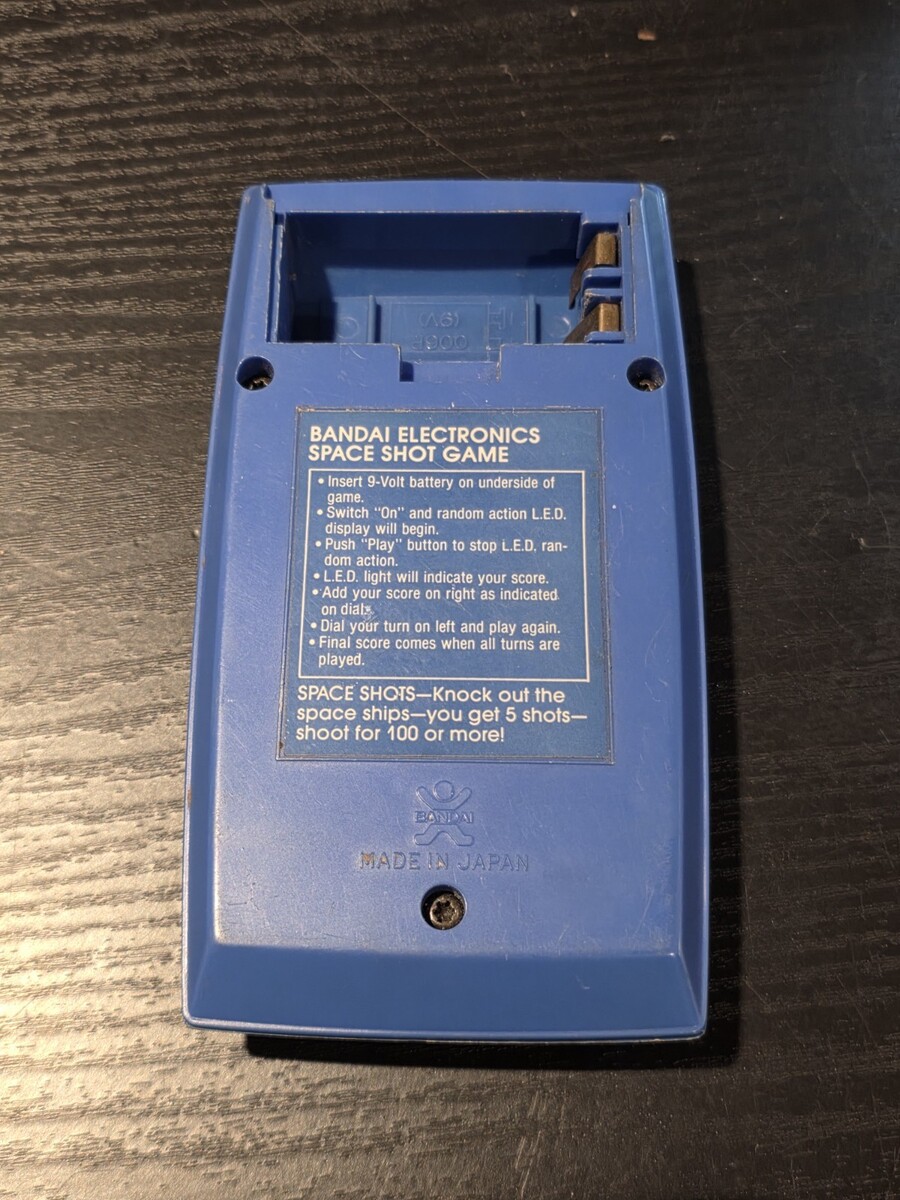 (9V)
BANDAI ELECTRONICS
SPACE SHOT GAME
• Insert 9-Volt battery on underside of
game.
• Switch "On" and random action L.E.D.
display will begin.
• Push "Play" button to stop L.E.D. ran-
dom action.
• L.E.D. light will indicate your score.
• Add your score on right as indicated
on dial.
• Dial your turn on left and play again.
• Final score comes when all turns are
played.
SPACE SHOTS—Knock out the
space ships—you get 5 shots—
shoot for 100 or more!
BANDAI
MADE IN JAPAN